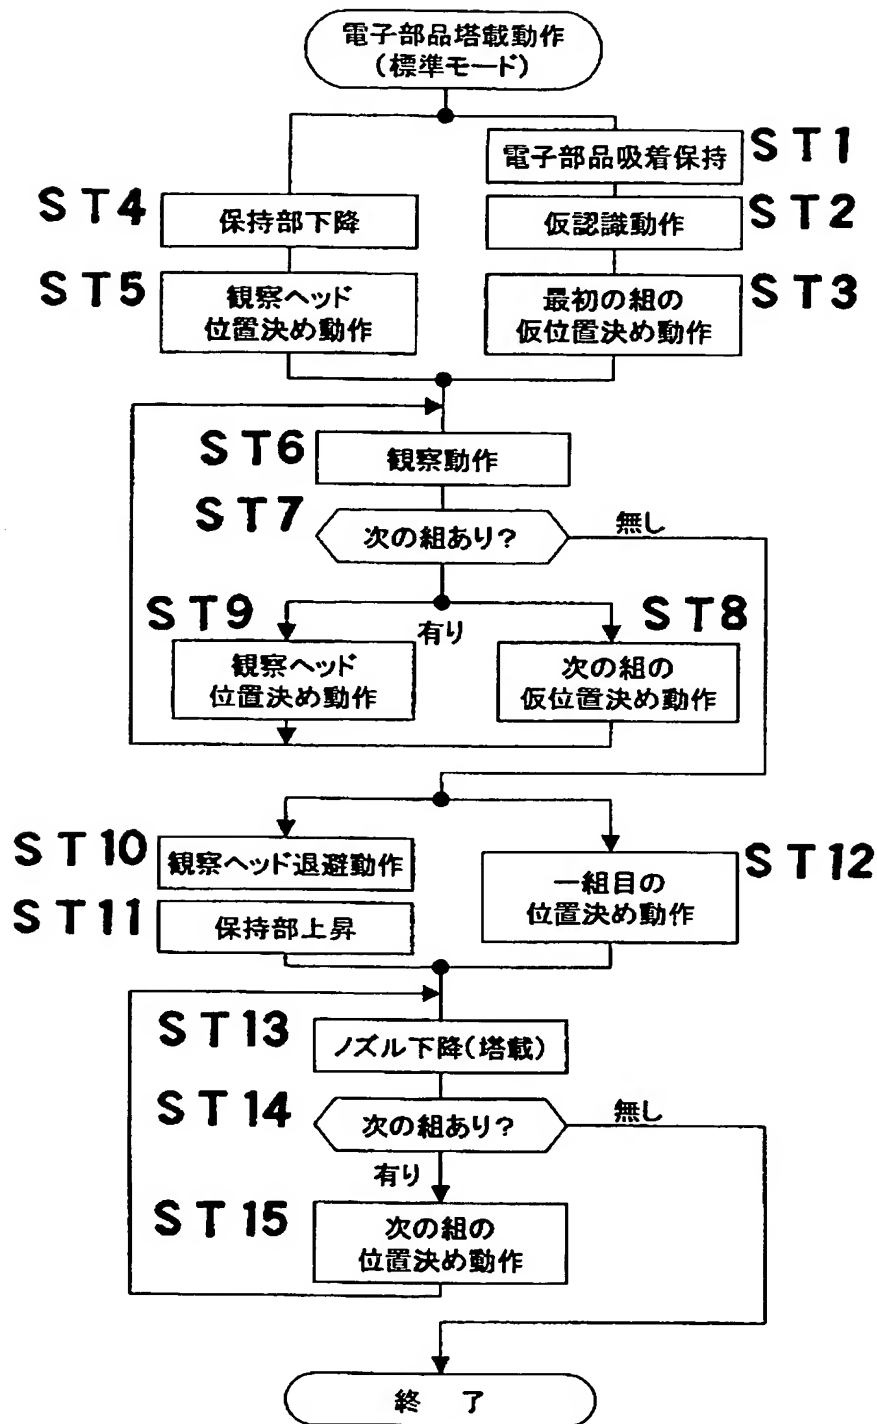 電子部品塔載動作
(標準モード)
電子部品吸着保持
ST1
ST4
保持部下降
仮認識動作
ST2
ST5
観察ヘッド
位置決め動作
最初の組の
仮位置決め動作
ST3
ST6
観察動作
ST7
次の組あり?
無し
ST9
有り
ST8
観察ヘッド
位置決め動作
次の組の
仮位置決め動作
ST10
観察ヘッド退避動作
ST11
保持部上昇
一組目の
位置決め動作
ST12
ST13
ノズル下降(塔載)
ST14
次の組あり?
無し
有り
ST15
次の組の
位置決め動作
終 了